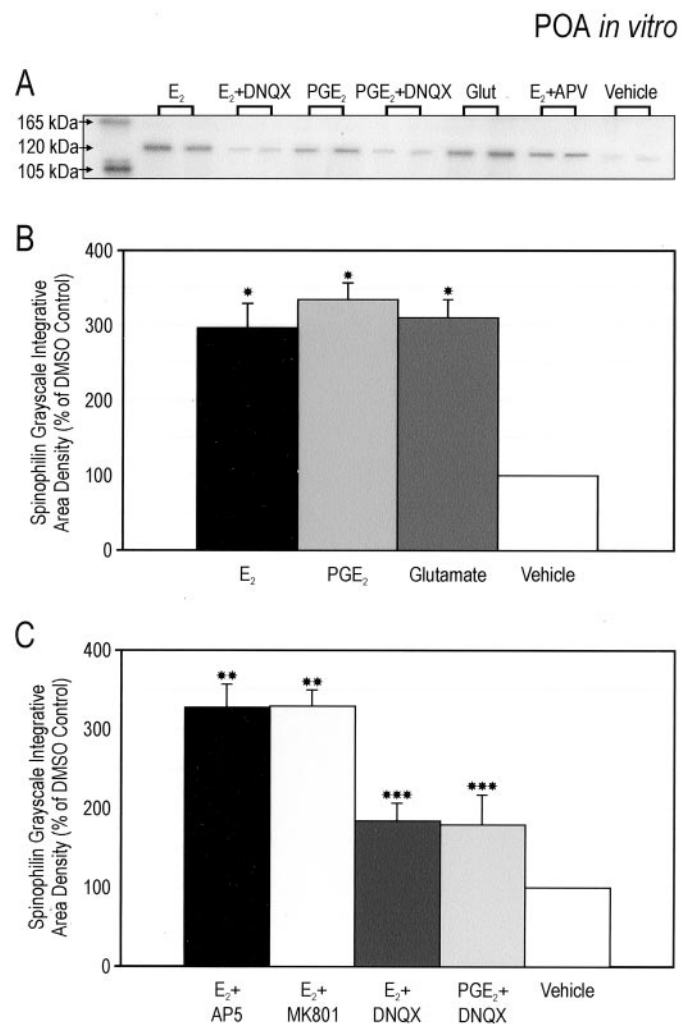 POA in vitro
A
E₂ E₂+DNQX PGE₂ PGE₂+DNQX Glut E₂+APV Vehicle
165 kDa
120 kDa
105 kDa
B
Spinophilin Grayscale Integrative
Area Density (% of DMSO Control)
400
300
200
100
0
* * *
E₂ PGE₂ Glutamate Vehicle
C
Spinophilin Grayscale Integrative
Area Density (% of DMSO Control)
400
300
200
100
0
** ** *** ***
E₂+ E₂+ E₂+ PGE₂+ Vehicle
AP5 MK801 DNQX DNQX